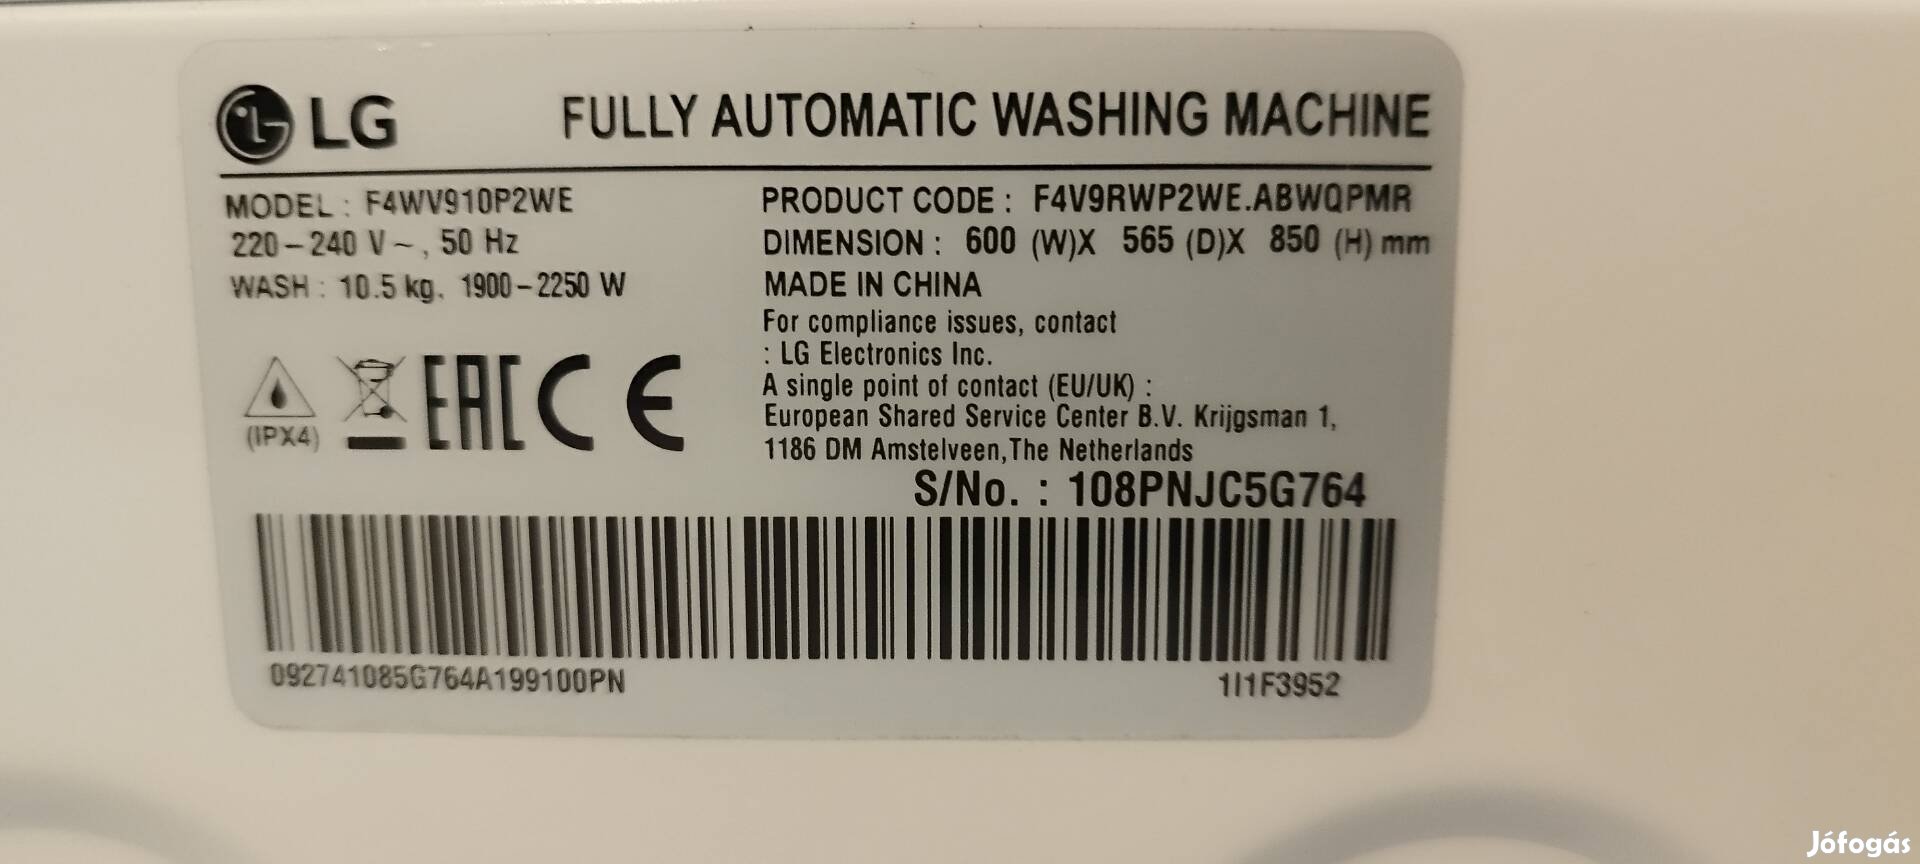 LG FULLY AUTOMATIC WASHING MACHINE
MODEL : F4WV910P2WE
220–240 V ~ , 50 Hz
WASH : 10.5 kg, 1900–2250 W
PRODUCT CODE : F4V9RWP2WE.ABWQPMR
DIMENSION : 600 (W)X 565 (D)X 850 (H) mm
MADE IN CHINA
For compliance issues, contact
: LG Electronics Inc.
A single point of contact (EU/UK) :
European Shared Service Center B.V. Krijgsman 1,
1186 DM Amstelveen,The Netherlands
(IPX4)
EAC CE
S/No. : 108PNJC5G764
092741085G764A199100PN
1I1F3952
Jófogás